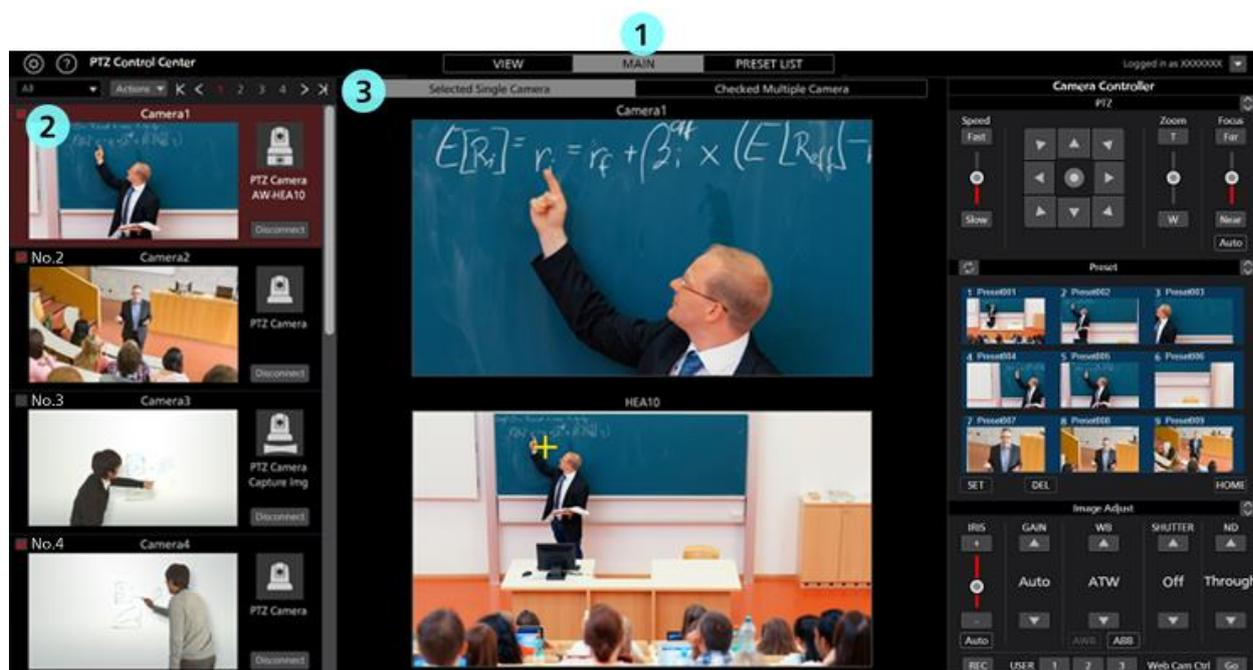 1
PTZ Control Center
VIEW MAIN PRESET LIST
Logged in as XXXXXXX
All Actions 1 2 3 4
3
Selected Single Camera Checked Multiple Camera
Camera Controller
Camera1
2
PTZ Camera
AW-HEA10
Disconnect
No.2 Camera2
PTZ Camera
Disconnect
No.3 Camera3
PTZ Camera
Capture Img
Disconnect
No.4 Camera4
PTZ Camera
Disconnect
Camera1
HEA10
PTZ
Speed Zoom Focus
Fast T Far
Slow W Near
Auto
Preset
1 Preset001 2 Preset002 3 Preset003
4 Preset004 5 Preset005 6 Preset006
7 Preset007 8 Preset008 9 Preset009
SET DEL HOME
Image Adjust
IRIS GAIN WB SHUTTER ND
+
Auto ATW Off Through
-
Auto AWB ABB
REC USER 1 2 3 Web Cam Ctrl Go